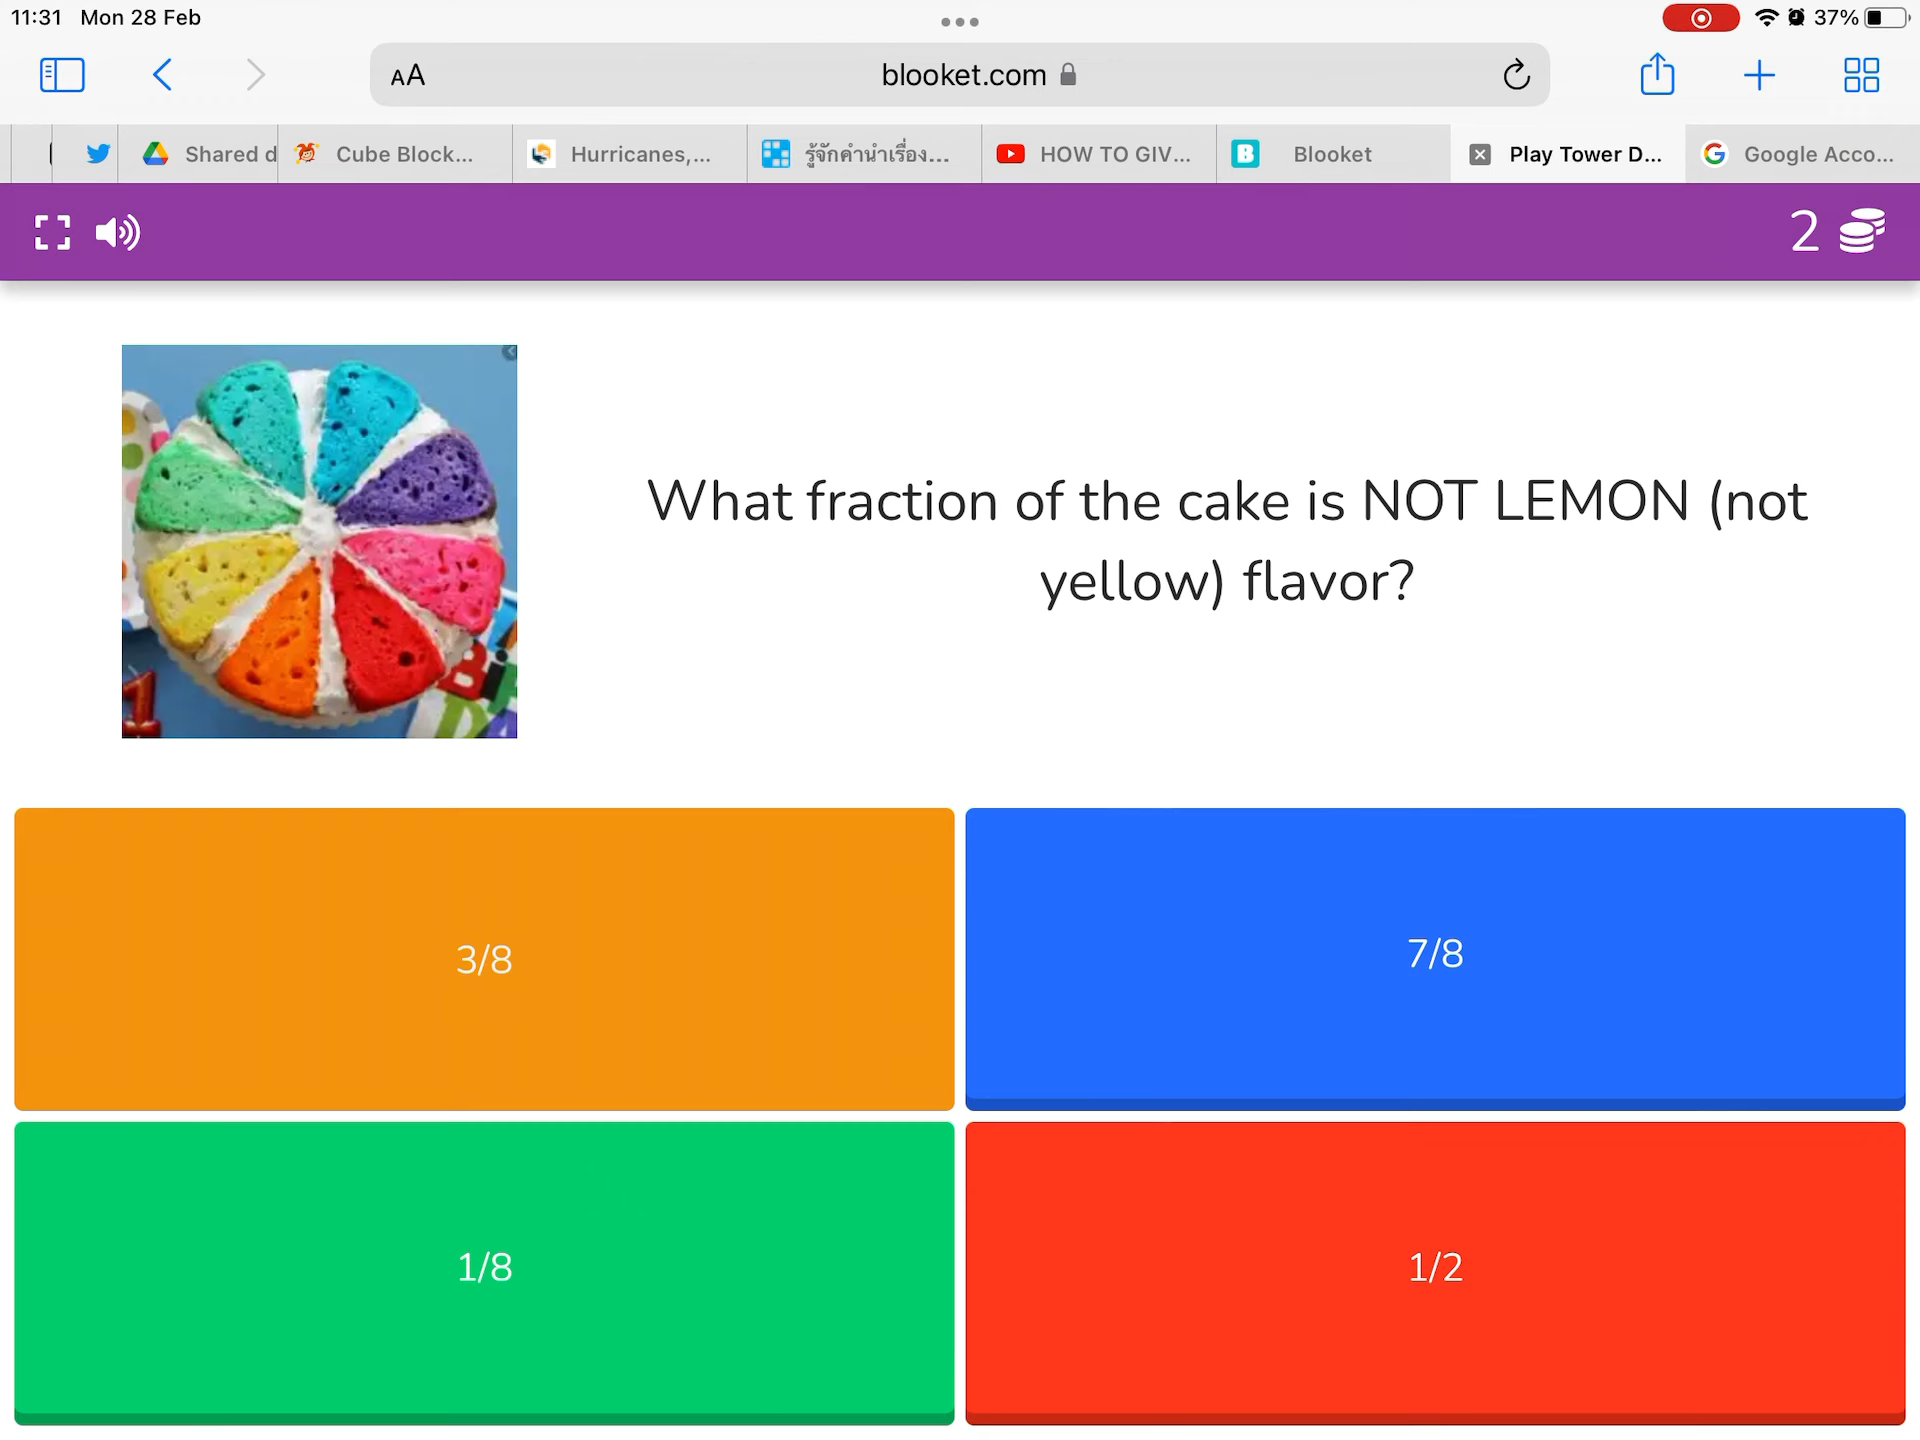 11:31 Mon 28 Feb
37%
AA
blooket.com
Shared d
Cube Block...
Hurricanes,...
รู้จักคำนำเรื่อง...
HOW TO GIV...
Blooket
Play Tower D...
Google Acco...
2
What fraction of the cake is NOT LEMON (not
yellow) flavor?
3/8
7/8
1/8
1/2